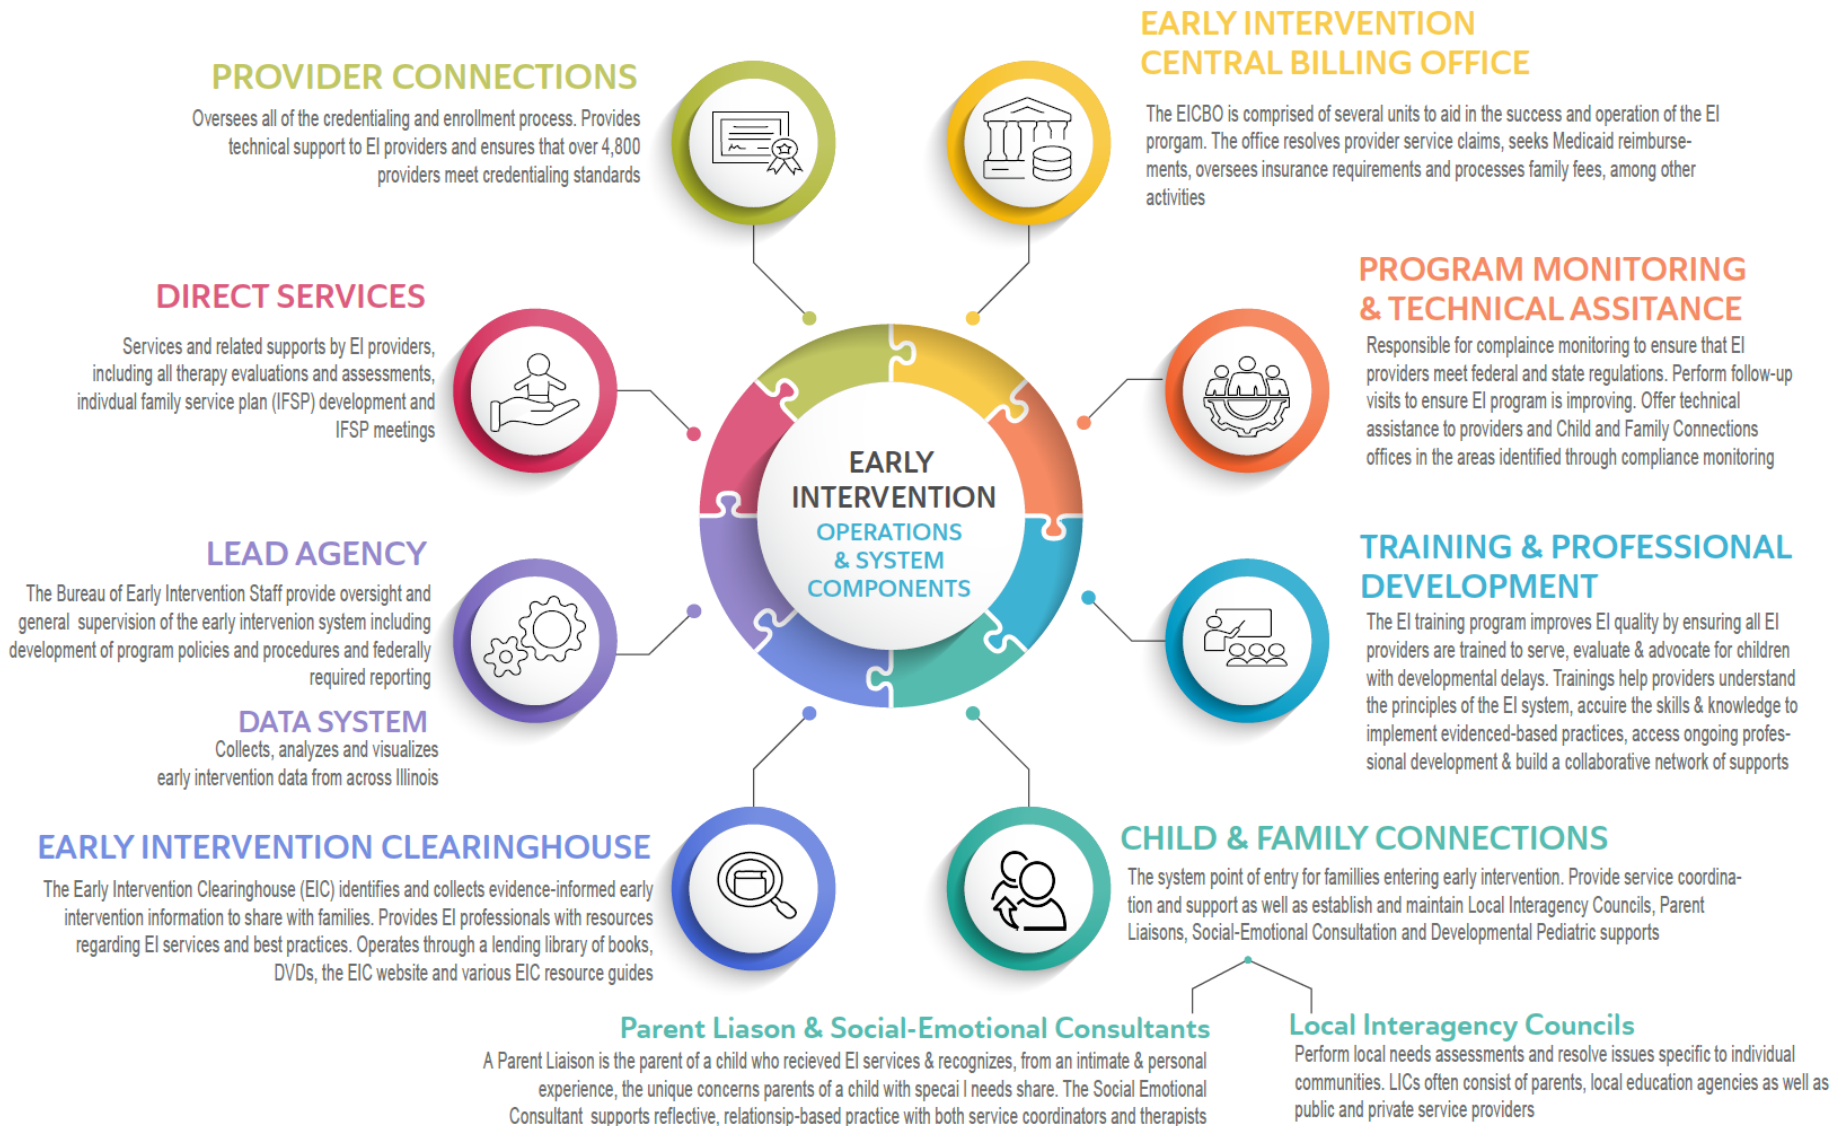 PROVIDER CONNECTIONS
Oversees all of the credentialing and enrollment process. Provides
technical support to EI providers and ensures that over 4,800
providers meet credentialing standards
EARLY INTERVENTION
CENTRAL BILLING OFFICE
The EICBO is comprised of several units to aid in the success and operation of the EI
prorgam. The office resolves provider service claims, seeks Medicaid reimburse-
ments, oversees insurance requirements and processes family fees, among other
activities
DIRECT SERVICES
Services and related supports by EI providers,
including all therapy evaluations and assessments,
indivdual family service plan (IFSP) development and
IFSP meetings
PROGRAM MONITORING
& TECHNICAL ASSITANCE
Responsible for complaince monitoring to ensure that EI
providers meet federal and state regulations. Perform follow-up
visits to ensure EI program is improving. Offer technical
assistance to providers and Child and Family Connections
offices in the areas identified through compliance monitoring
EARLY
INTERVENTION
OPERATIONS
& SYSTEM
COMPONENTS
LEAD AGENCY
The Bureau of Early Intervention Staff provide oversight and
general supervision of the early intervenion system including
development of program policies and procedures and federally
required reporting
DATA SYSTEM
Collects, analyzes and visualizes
early intervention data from across Illinois
TRAINING & PROFESSIONAL
DEVELOPMENT
The EI training program improves EI quality by ensuring all EI
providers are trained to serve, evaluate & advocate for children
with developmental delays. Trainings help providers understand
the principles of the EI system, accuire the skills & knowledge to
implement evidenced-based practices, access ongoing profes-
sional development & build a collaborative network of supports
EARLY INTERVENTION CLEARINGHOUSE
The Early Intervention Clearinghouse (EIC) identifies and collects evidence-informed early
intervention information to share with families. Provides EI professionals with resources
regarding EI services and best practices. Operates through a lending library of books,
DVDs, the EIC website and various EIC resource guides
CHILD & FAMILY CONNECTIONS
The system point of entry for famillies entering early intervention. Provide service coordina-
tion and support as well as establish and maintain Local Interagency Councils, Parent
Liaisons, Social-Emotional Consultation and Developmental Pediatric supports
Parent Liason & Social-Emotional Consultants
A Parent Liaison is the parent of a child who recieved EI services & recognizes, from an intimate & personal
experience, the unique concerns parents of a child with specai l needs share. The Social Emotional
Consultant supports reflective, relationsip-based practice with both service coordinators and therapists
Local Interagency Councils
Perform local needs assessments and resolve issues specific to individual
communities. LICs often consist of parents, local education agencies as well as
public and private service providers